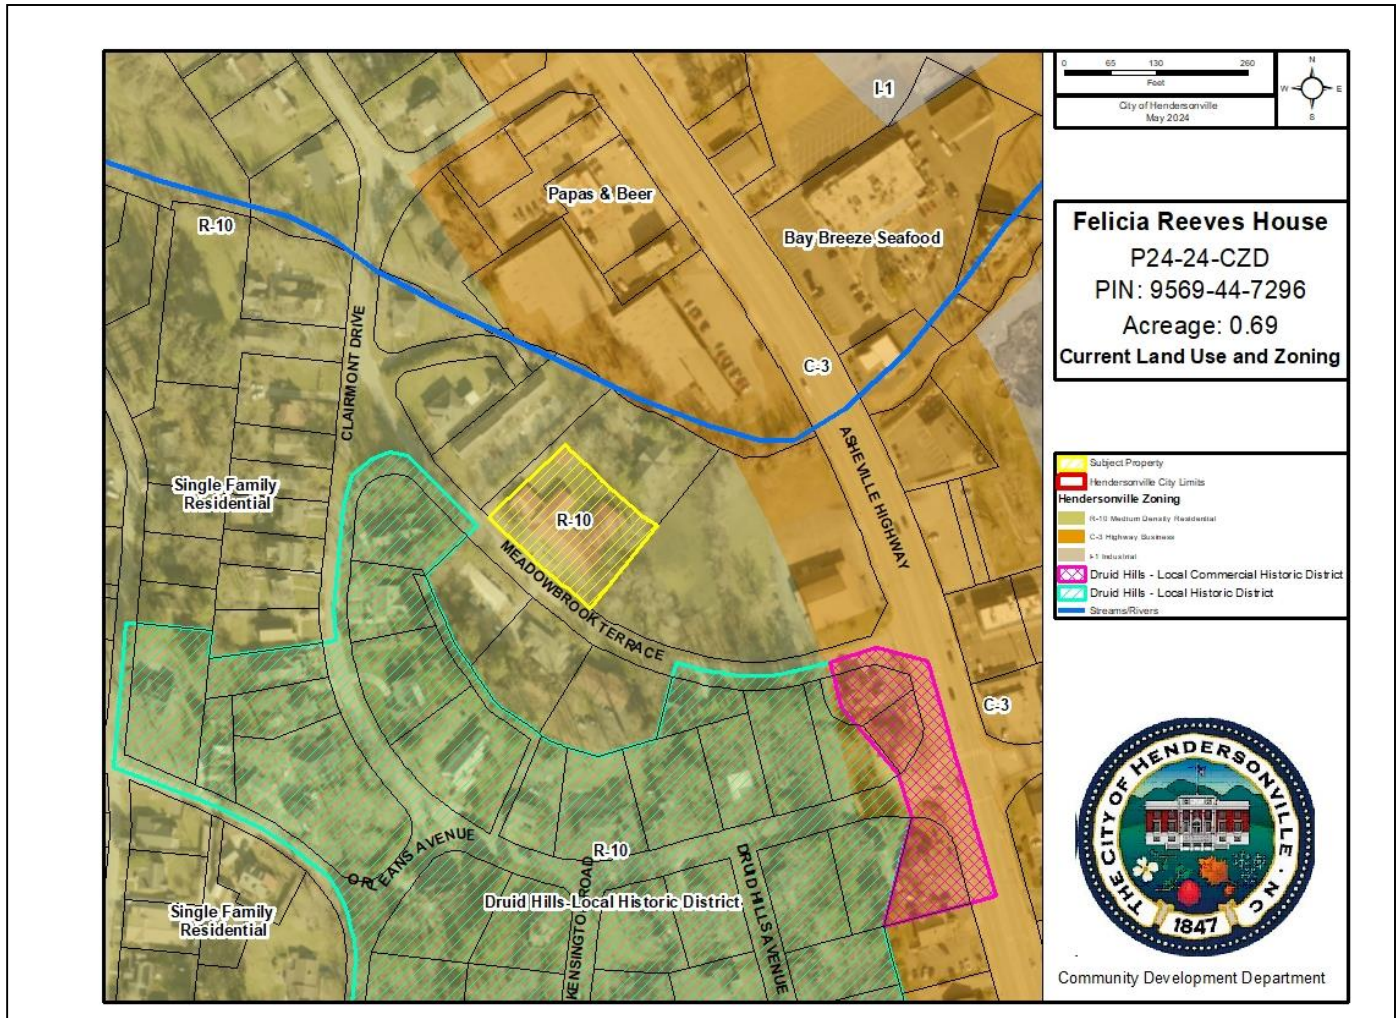 0 65 130 260
Feet
City of Hendersonville
May 2024
N
W E
S
Felicia Reeves House
P24-24-CZD
PIN: 9569-44-7296
Acreage: 0.69
Current Land Use and Zoning
Subject Property
Hendersonville City Limits
Hendersonville Zoning
R-10 Medium Density Residential
C-3 Highway Business
I-1 Industrial
Druid Hills - Local Commercial Historic District
Druid Hills - Local Historic District
Streams/Rivers
I-1
Papas & Beer
R-10
Bay Breeze Seafood
CLAIRMONT DRIVE
C-3
ASHEVILLE HIGHWAY
Single Family
Residential
R-10
MEADOWBROOK TERRACE
C-3
ORLEANS AVENUE
R-10
DRUID HILLS AVENUE
KENSINGTO ROAD
Druid Hills-Local Historic District
Single Family
Residential
THE CITY OF HENDERSONVILLE · NC
1847
Community Development Department